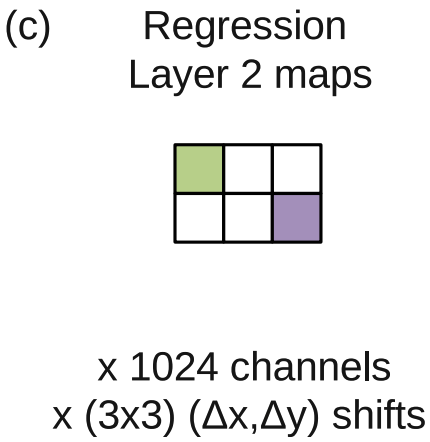 (c) Regression
Layer 2 maps
x 1024 channels
x (3x3) (Δx,Δy) shifts